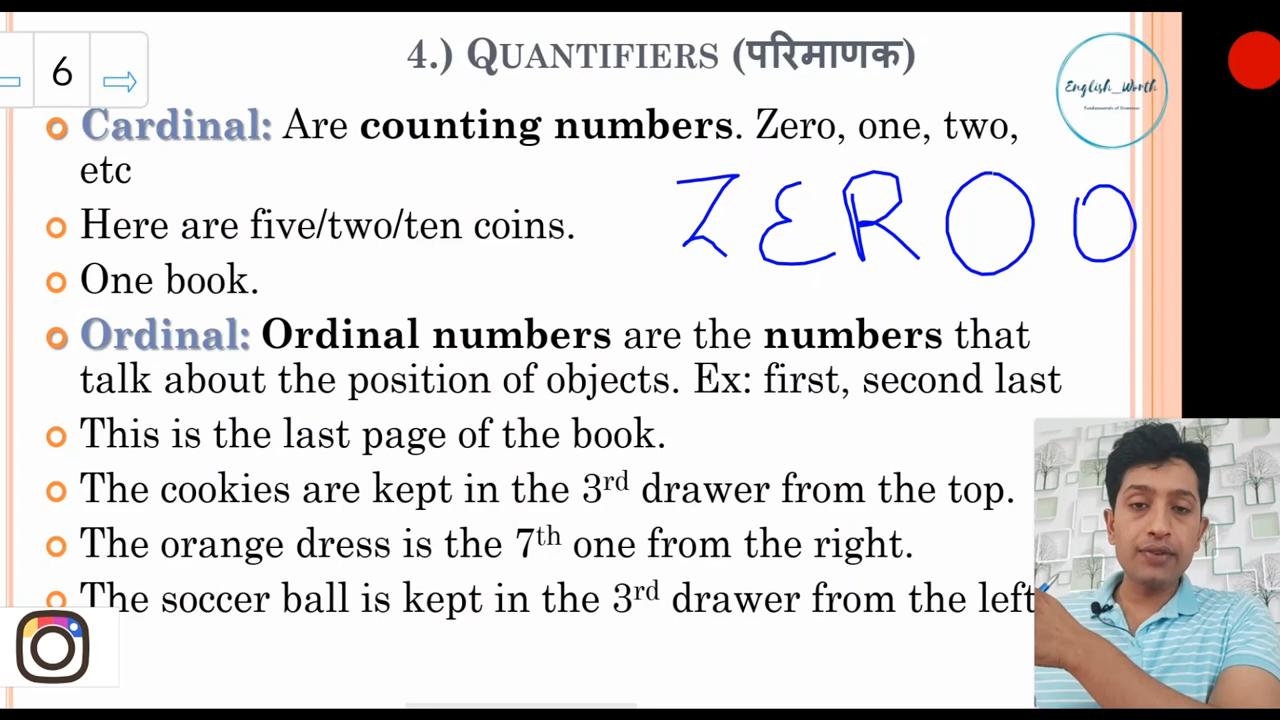 6
4.) QUANTIFIERS (परिमाणक)
English_Worth
Fundamentals of Grammar
Cardinal: Are counting numbers. Zero, one, two,
etc
ZERO 0
Here are five/two/ten coins.
One book.
Ordinal: Ordinal numbers are the numbers that
talk about the position of objects. Ex: first, second last
This is the last page of the book.
The cookies are kept in the 3rd drawer from the top.
The orange dress is the 7th one from the right.
The soccer ball is kept in the 3rd drawer from the left